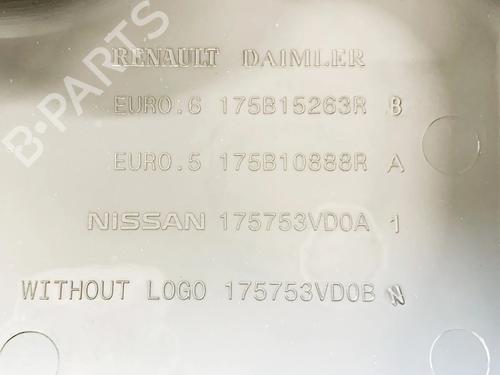 RENAULT DAIMLER
EURO.6 175B15263R B
EURO.5 175B10888R A
NISSAN 175753VD0A 1
WITHOUT LOGO 175753VD0B N
B-PARTS